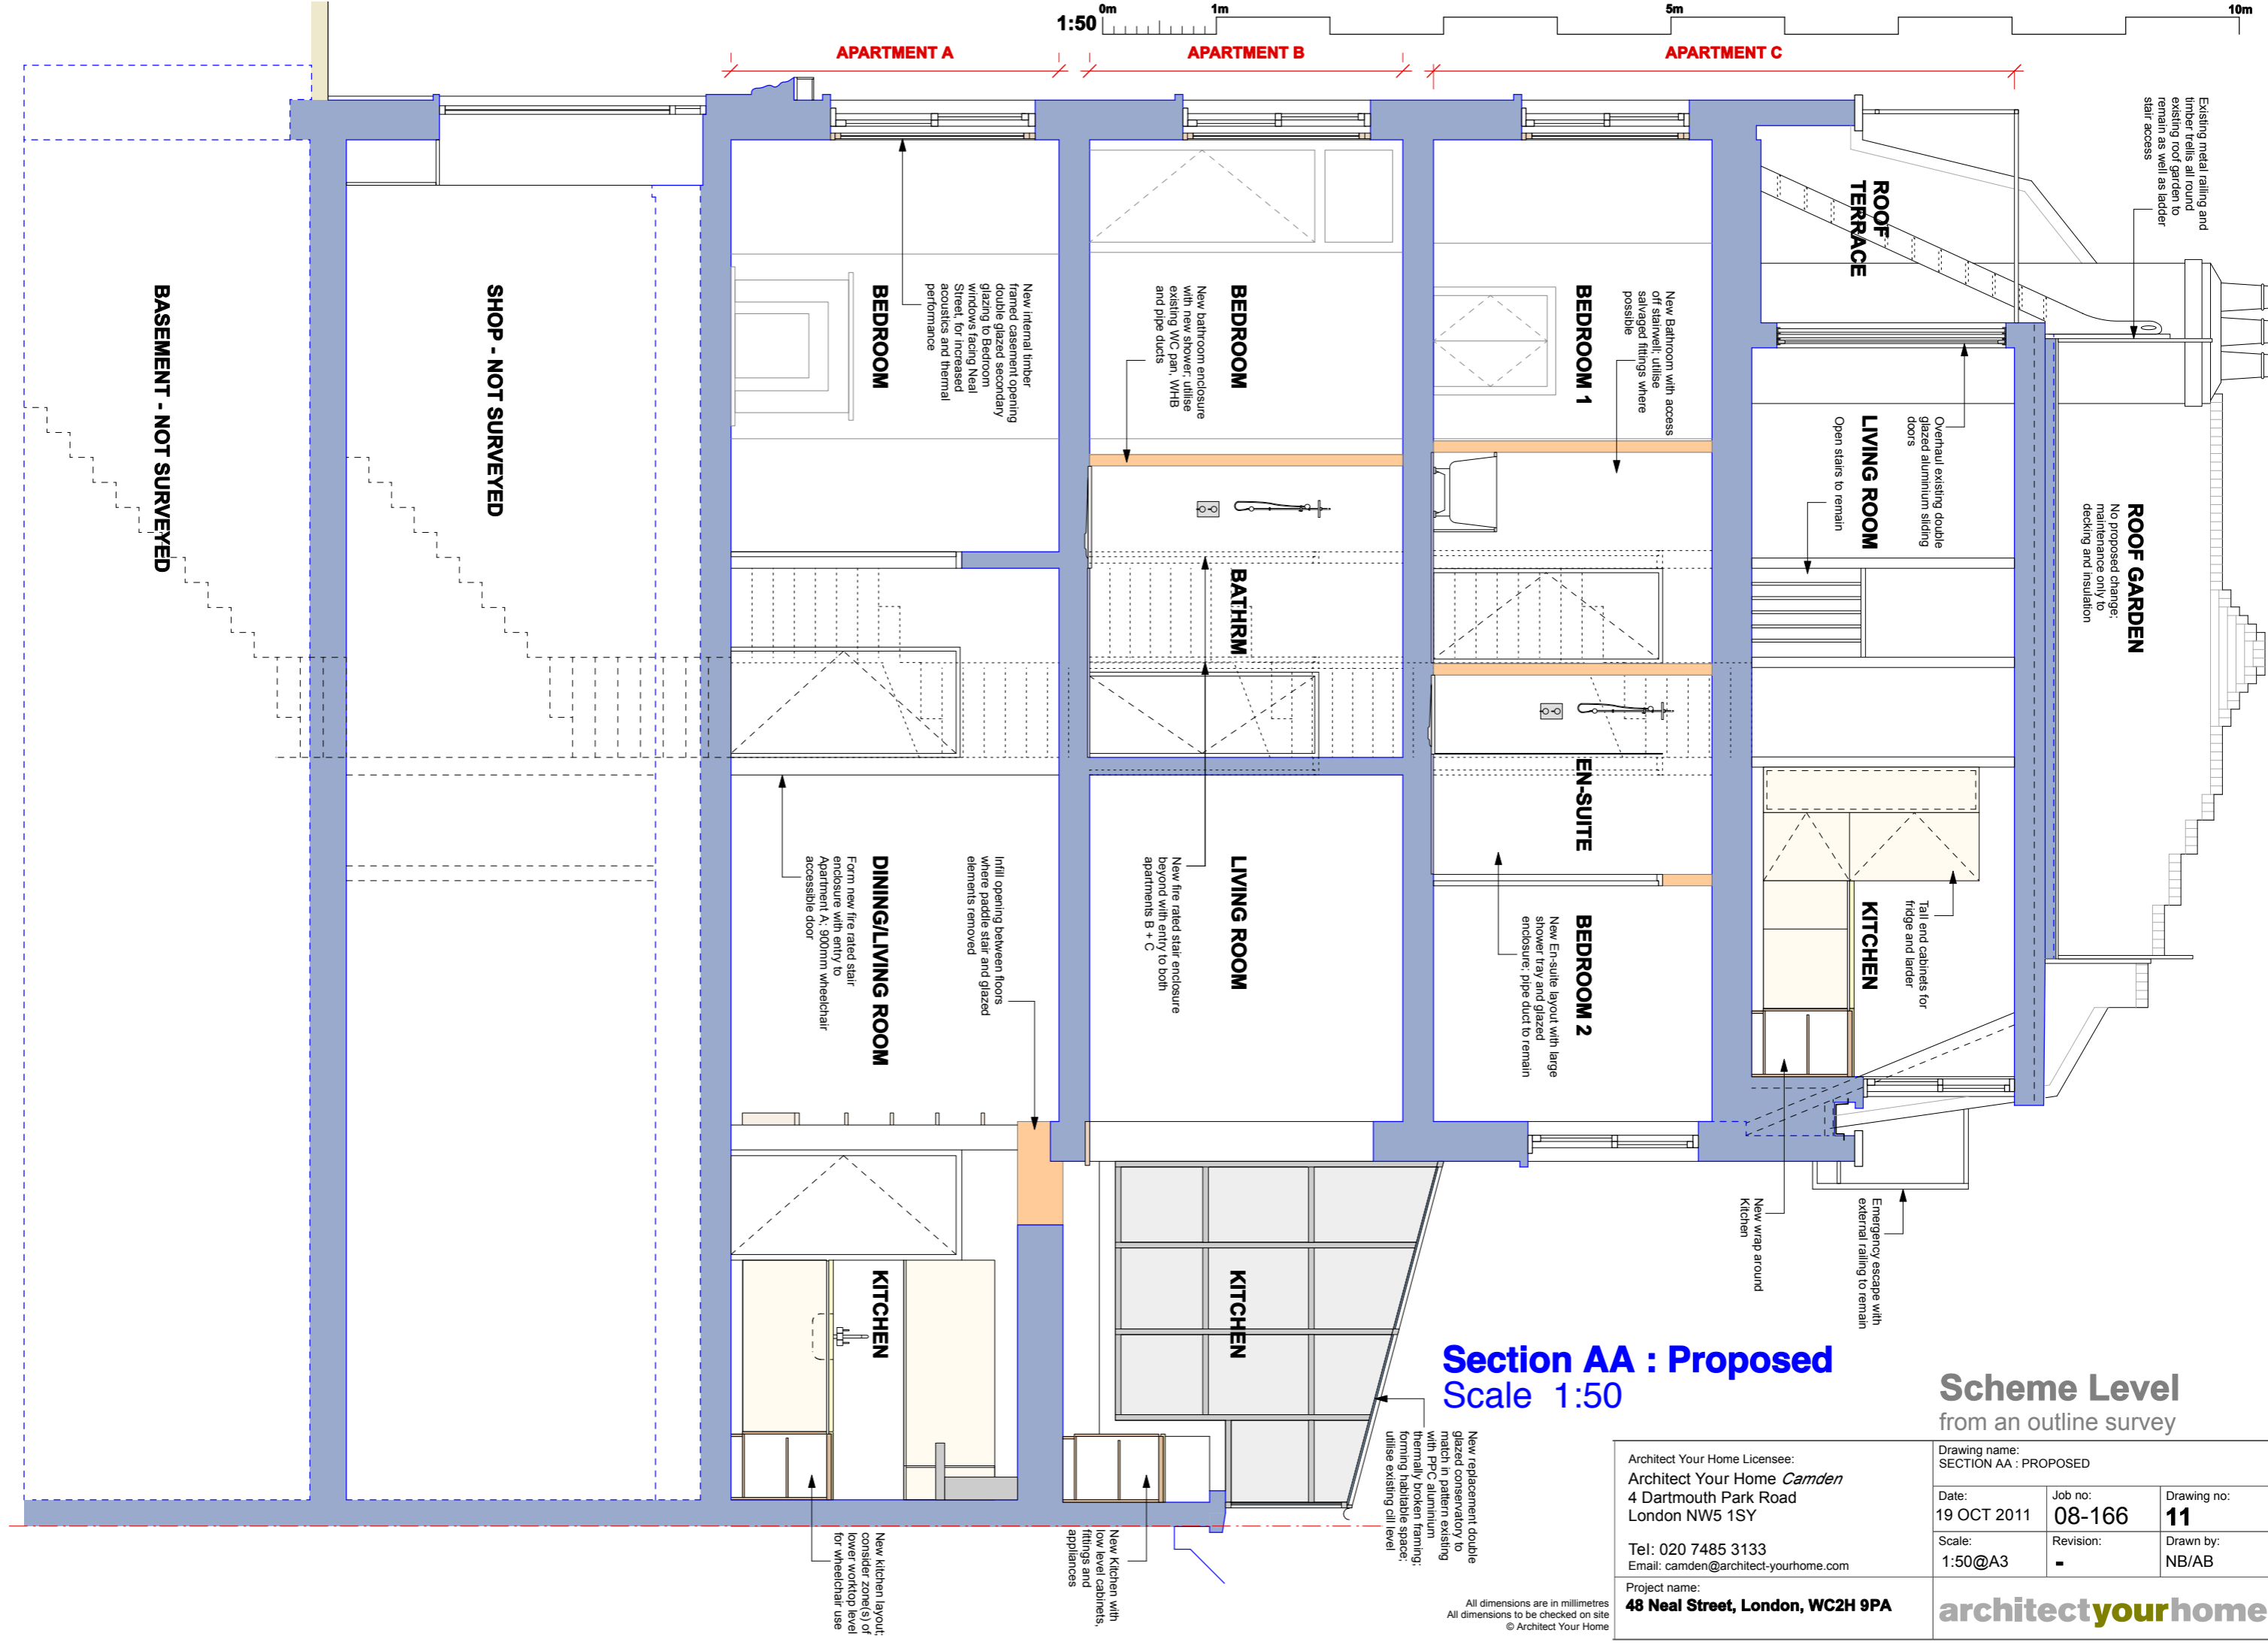 1:50
0m
1m
5m
10m
APARTMENT A
APARTMENT B
APARTMENT C
Existing metal railing and
timber trellis all round
existing roof garden to
remain as well as ladder
stair access
ROOF
TERRACE
ROOF GARDEN
No proposed change;
maintenance only to
decking and insulation
Overhaul existing double
glazed aluminium sliding
doors
LIVING ROOM
Open stairs to remain
Tall end cabinets for
fridge and larder
KITCHEN
New wrap around
Kitchen
Emergency escape with
external railing to remain
New Bathroom with access
off stairwell; utilise
salvaged fittings where
possible
BEDROOM 1
EN-SUITE
BEDROOM 2
New En-suite layout with large
shower tray and glazed
enclosure; pipe duct to remain
BEDROOM
New bathroom enclosure
with new shower; utilise
existing WC pan, WHB
and pipe ducts
BATHRM
LIVING ROOM
New fire rated stair enclosure
beyond with entry to both
apartments B + C
KITCHEN
New replacement double
glazed conservatory to
match in pattern existing
with PPC aluminium
thermally broken framing;
forming habitable space;
utilise existing cill level
New Kitchen with
low level cabinets,
fittings and
appliances
New internal timber
framed casement opening
double glazed secondary
glazing to Bedroom
windows facing Neal
Street, for increased
acoustics and thermal
performance
BEDROOM
Infill opening between floors
where paddle stair and glazed
elements removed
DINING/LIVING ROOM
Form new fire rated stair
enclosure with entry to
Apartment A; 900mm wheelchair
accessible door
KITCHEN
New kitchen layout;
consider zone(s) of
lower worktop level
for wheelchair use
SHOP - NOT SURVEYED
BASEMENT - NOT SURVEYED
Section AA : Proposed
Scale 1:50
Scheme Level
from an outline survey
All dimensions are in millimetres
All dimensions to be checked on site
© Architect Your Home
Architect Your Home Licensee:
Architect Your Home Camden
4 Dartmouth Park Road
London NW5 1SY
Tel: 020 7485 3133
Email: camden@architect-yourhome.com
Project name:
48 Neal Street, London, WC2H 9PA
Drawing name:
SECTION AA : PROPOSED
Date:
19 OCT 2011
Job no:
08-166
Drawing no:
11
Scale:
1:50@A3
Revision:
-
Drawn by:
NB/AB
architectyourhome